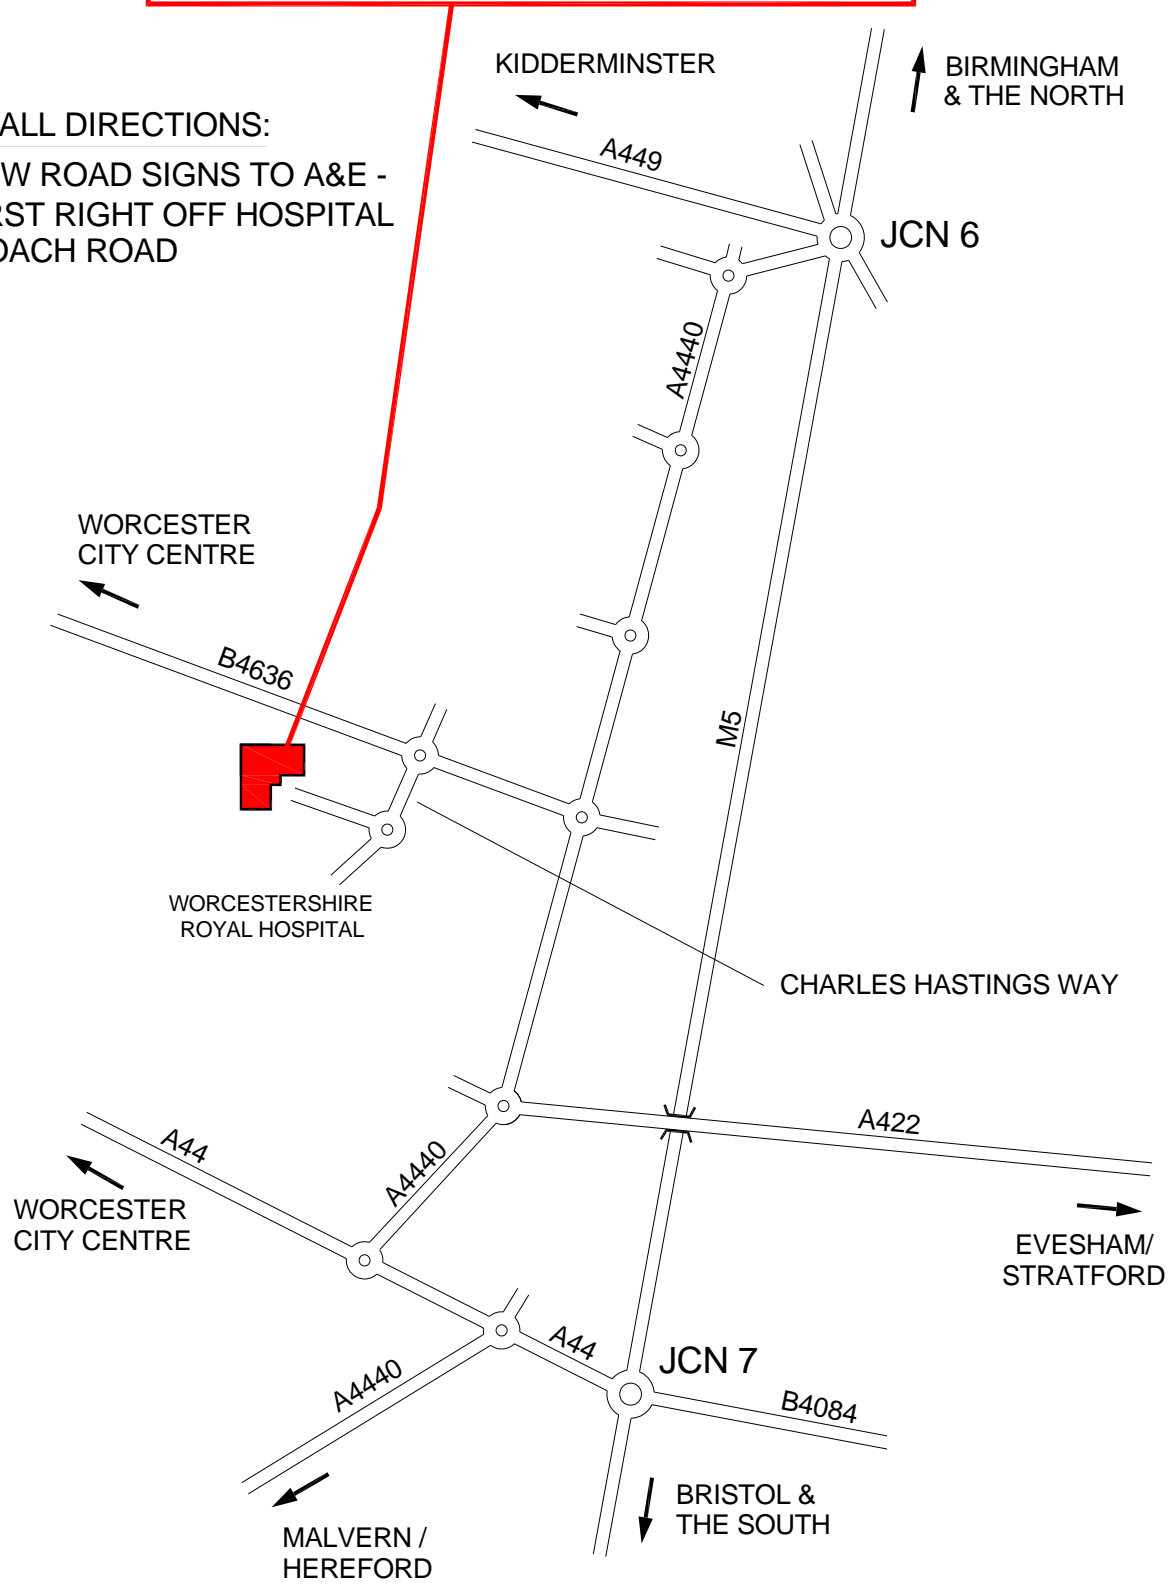 KIDDERMINSTER
BIRMINGHAM
& THE NORTH
ALL DIRECTIONS:
A449
W ROAD SIGNS TO A&E -
RST RIGHT OFF HOSPITAL
OACH ROAD
JCN 6
A4440
WORCESTER
CITY CENTRE
B4636
M5
WORCESTERSHIRE
ROYAL HOSPITAL
CHARLES HASTINGS WAY
A422
A44
A4440
WORCESTER
CITY CENTRE
EVESHAM/
STRATFORD
A44
JCN 7
A4440
B4084
BRISTOL &
THE SOUTH
MALVERN /
HEREFORD